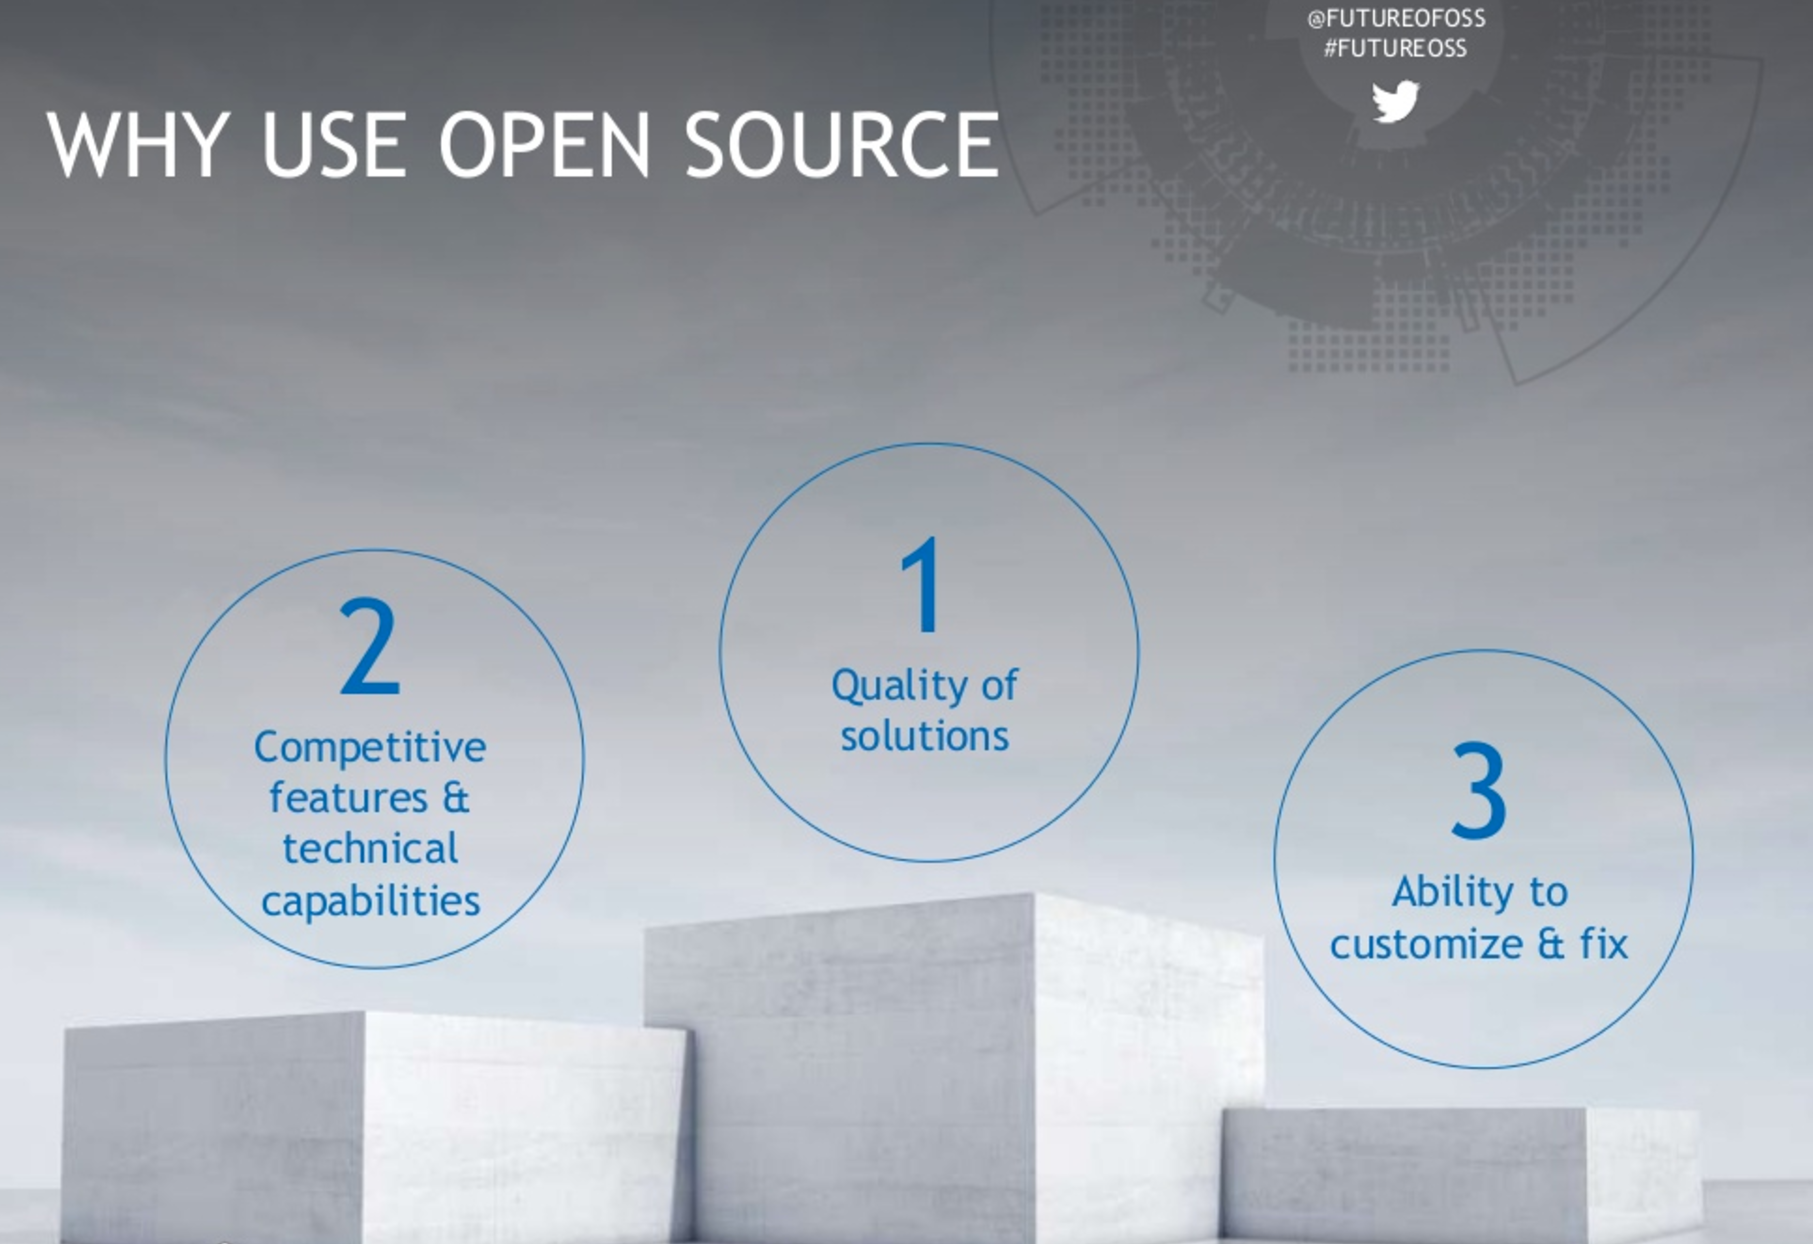 @FUTUREOFOSS
#FUTUREOSS
WHY USE OPEN SOURCE
1
Quality of
solutions
2
Competitive
features &
technical
capabilities
3
Ability to
customize & fix